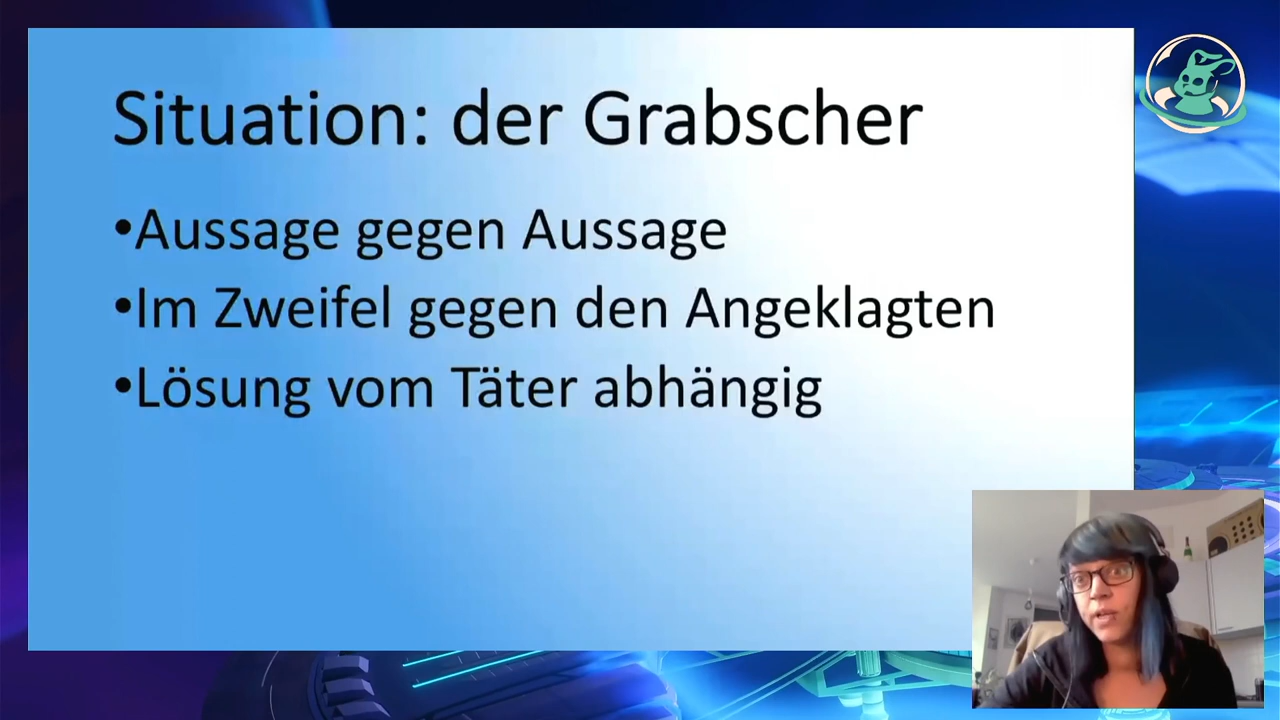 Situation: der Grabscher
•Aussage gegen Aussage
•Im Zweifel gegen den Angeklagten
•Lösung vom Täter abhängig